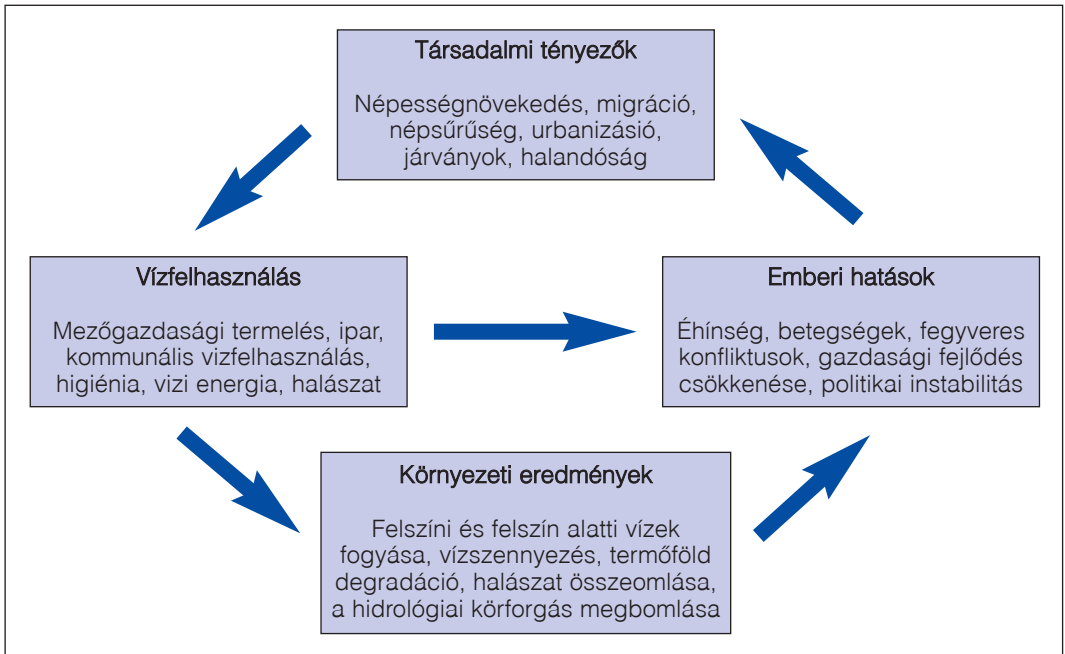 Társadalmi tényezők
Népességnövekedés, migráció,
népsűrűség, urbanizásió,
járványok, halandóság
Vízfelhasználás
Mezőgazdasági termelés, ipar,
kommunális vizfelhasználás,
higiénia, vizi energia, halászat
Emberi hatások
Éhínség, betegségek, fegyveres
konfliktusok, gazdasági fejlődés
csökkenése, politikai instabilitás
Környezeti eredmények
Felszíni és felszín alatti vízek
fogyása, vízszennyezés, termőföld
degradáció, halászat összeomlása,
a hidrológiai körforgás megbomlása